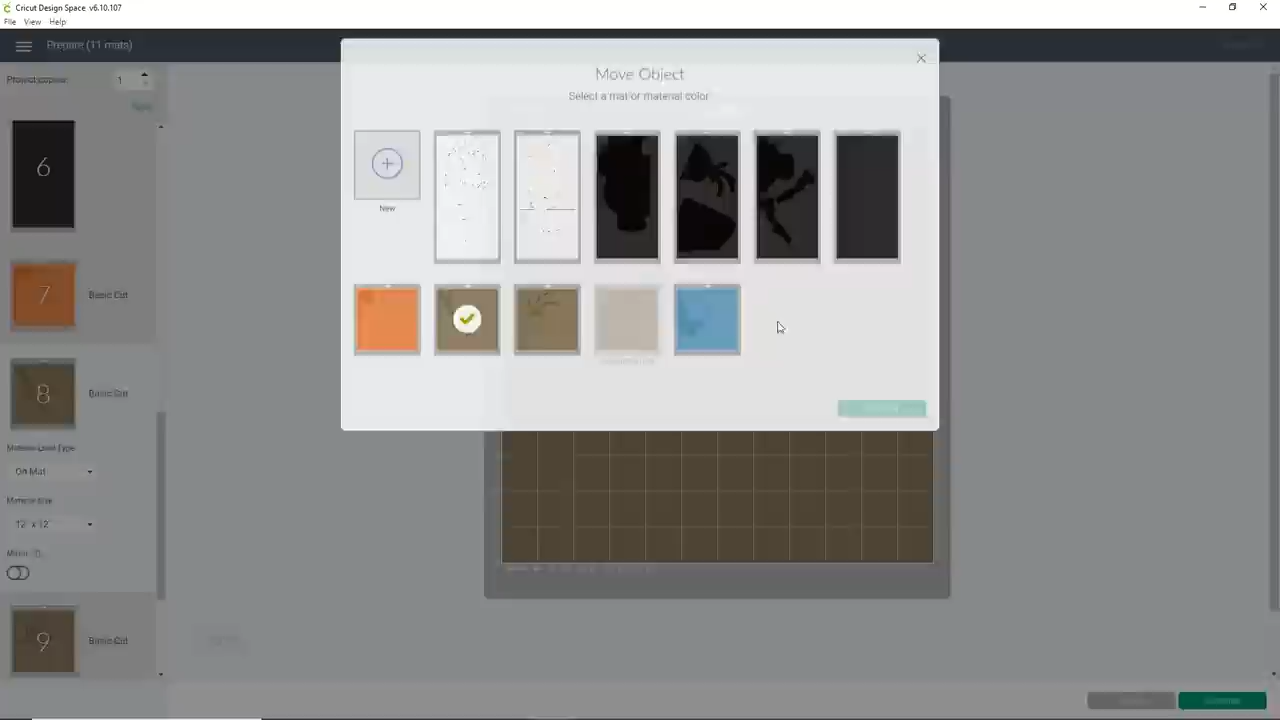 Cricut Design Space v6.10.107
File View Help
Prepare (11 mats)
Project copies: 1
6
7 Basic Cut
8 Basic Cut
Material Load Type
On Mat
Material Size
12" x 12"
Mirror
9 Basic Cut
Move Object
Select a mat or material color
New